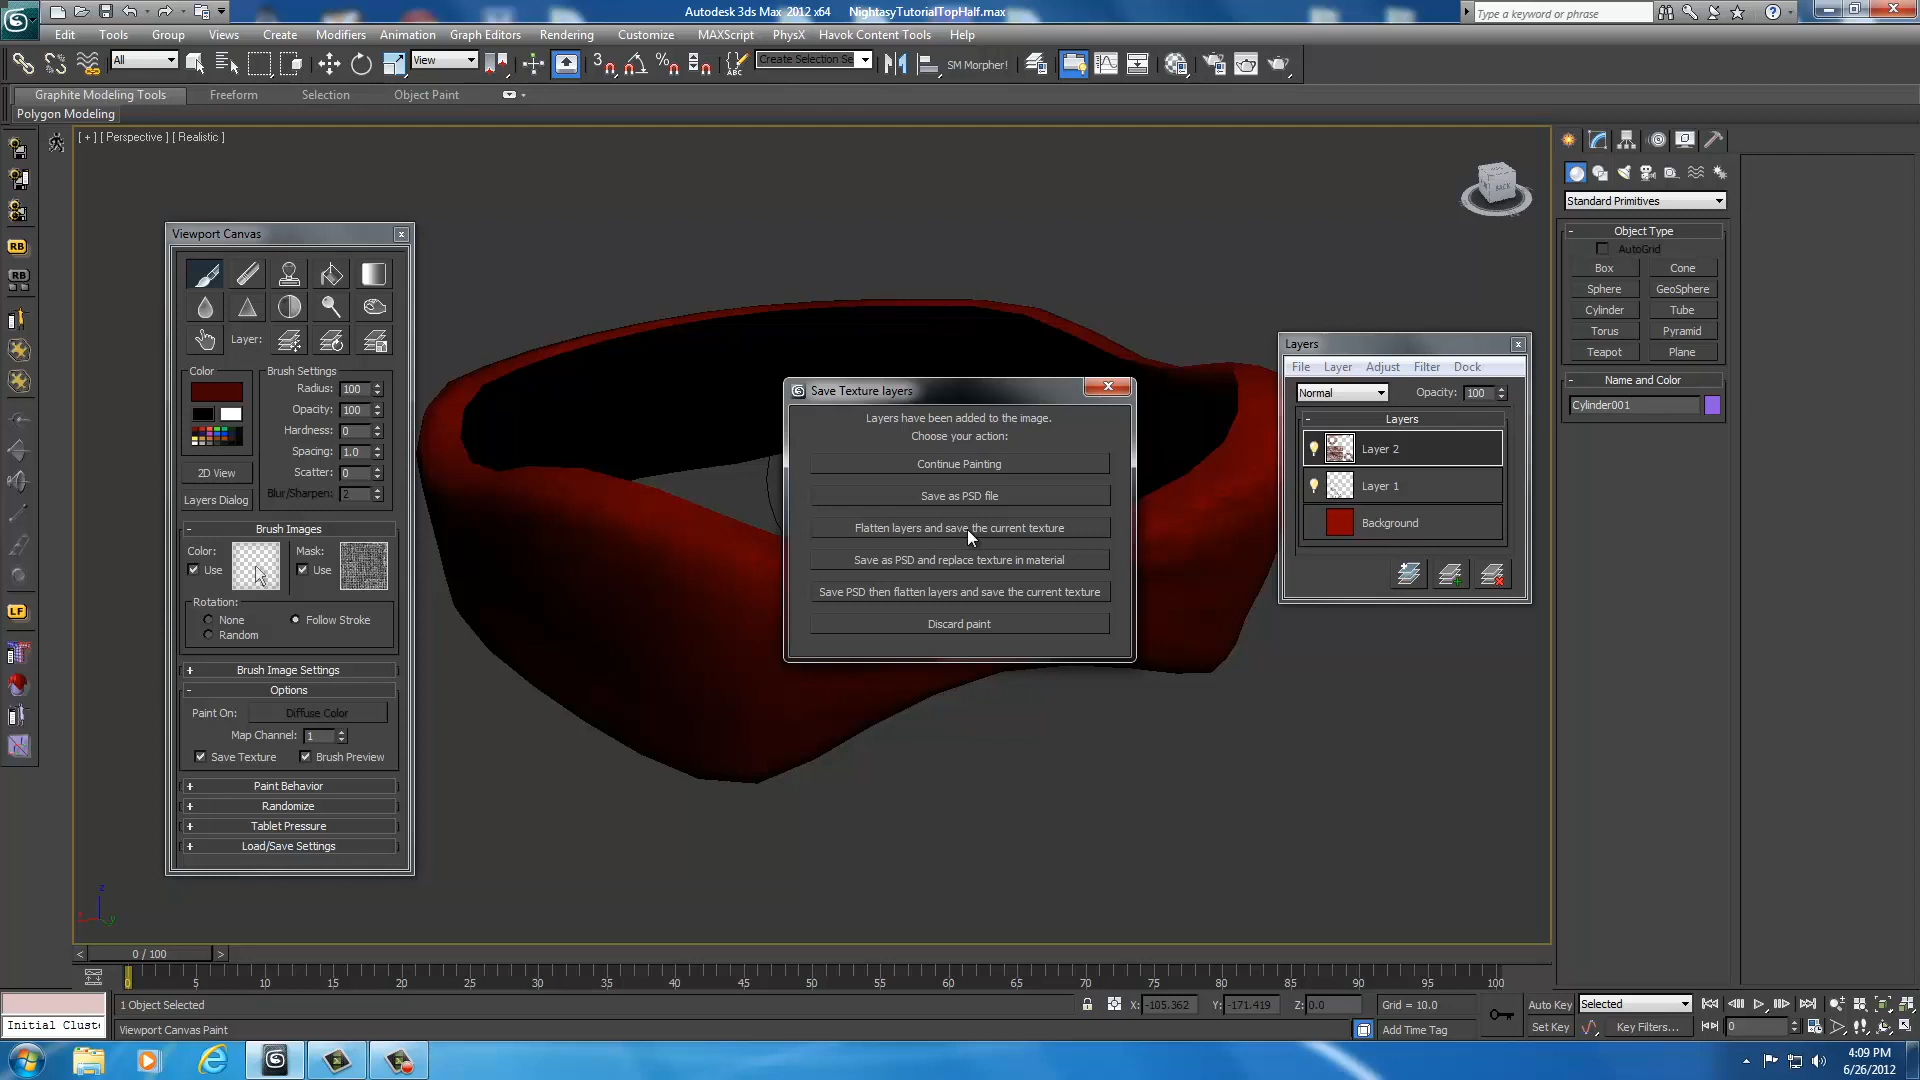 Autodesk 3ds Max 2012 x64 NightasyTutorialTopHalf.max
Type a keyword or phrase
Edit Tools Group Views Create Modifiers Animation Graph Editors Rendering Customize MAXScript PhysX Havok Content Tools Help
All View Create Selection Se SM Morpher!
Graphite Modeling Tools Freeform Selection Object Paint
Polygon Modeling
[ + ] [ Perspective ] [ Realistic ]
BACK
Viewport Canvas
Layer:
Color
Brush Settings
Radius: 100
Opacity: 100
Hardness: 0
Spacing: 1.0
Scatter: 0
Blur/Sharpen: 2
2D View
Layers Dialog
- Brush Images
Color: Mask:
Use Use
Rotation:
None Follow Stroke
Random
+ Brush Image Settings
- Options
Paint On: Diffuse Color
Map Channel: 1
Save Texture Brush Preview
+ Paint Behavior
+ Randomize
+ Tablet Pressure
+ Load/Save Settings
Save Texture layers
Layers have been added to the image.
Choose your action:
Continue Painting
Save as PSD file
Flatten layers and save the current texture
Save as PSD and replace texture in material
Save PSD then flatten layers and save the current texture
Discard paint
Layers
File Layer Adjust Filter Dock
Normal Opacity: 100
- Layers
Layer 2
Layer 1
Background
Standard Primitives
- Object Type
AutoGrid
Box Cone
Sphere GeoSphere
Cylinder Tube
Torus Pyramid
Teapot Plane
- Name and Color
Cylinder001
RB
RB
LF
z
x y
< 0 / 100 >
0 5 10 15 20 25 30 35 40 45 50 55 60 65 70 75 80 85 90 95 100
1 Object Selected X: -105.362 Y: -171.419 Z: 0.0 Grid = 10.0 Auto Key Selected
Initial Cluste Viewport Canvas Paint Add Time Tag Set Key Key Filters... 0
4:09 PM
6/26/2012